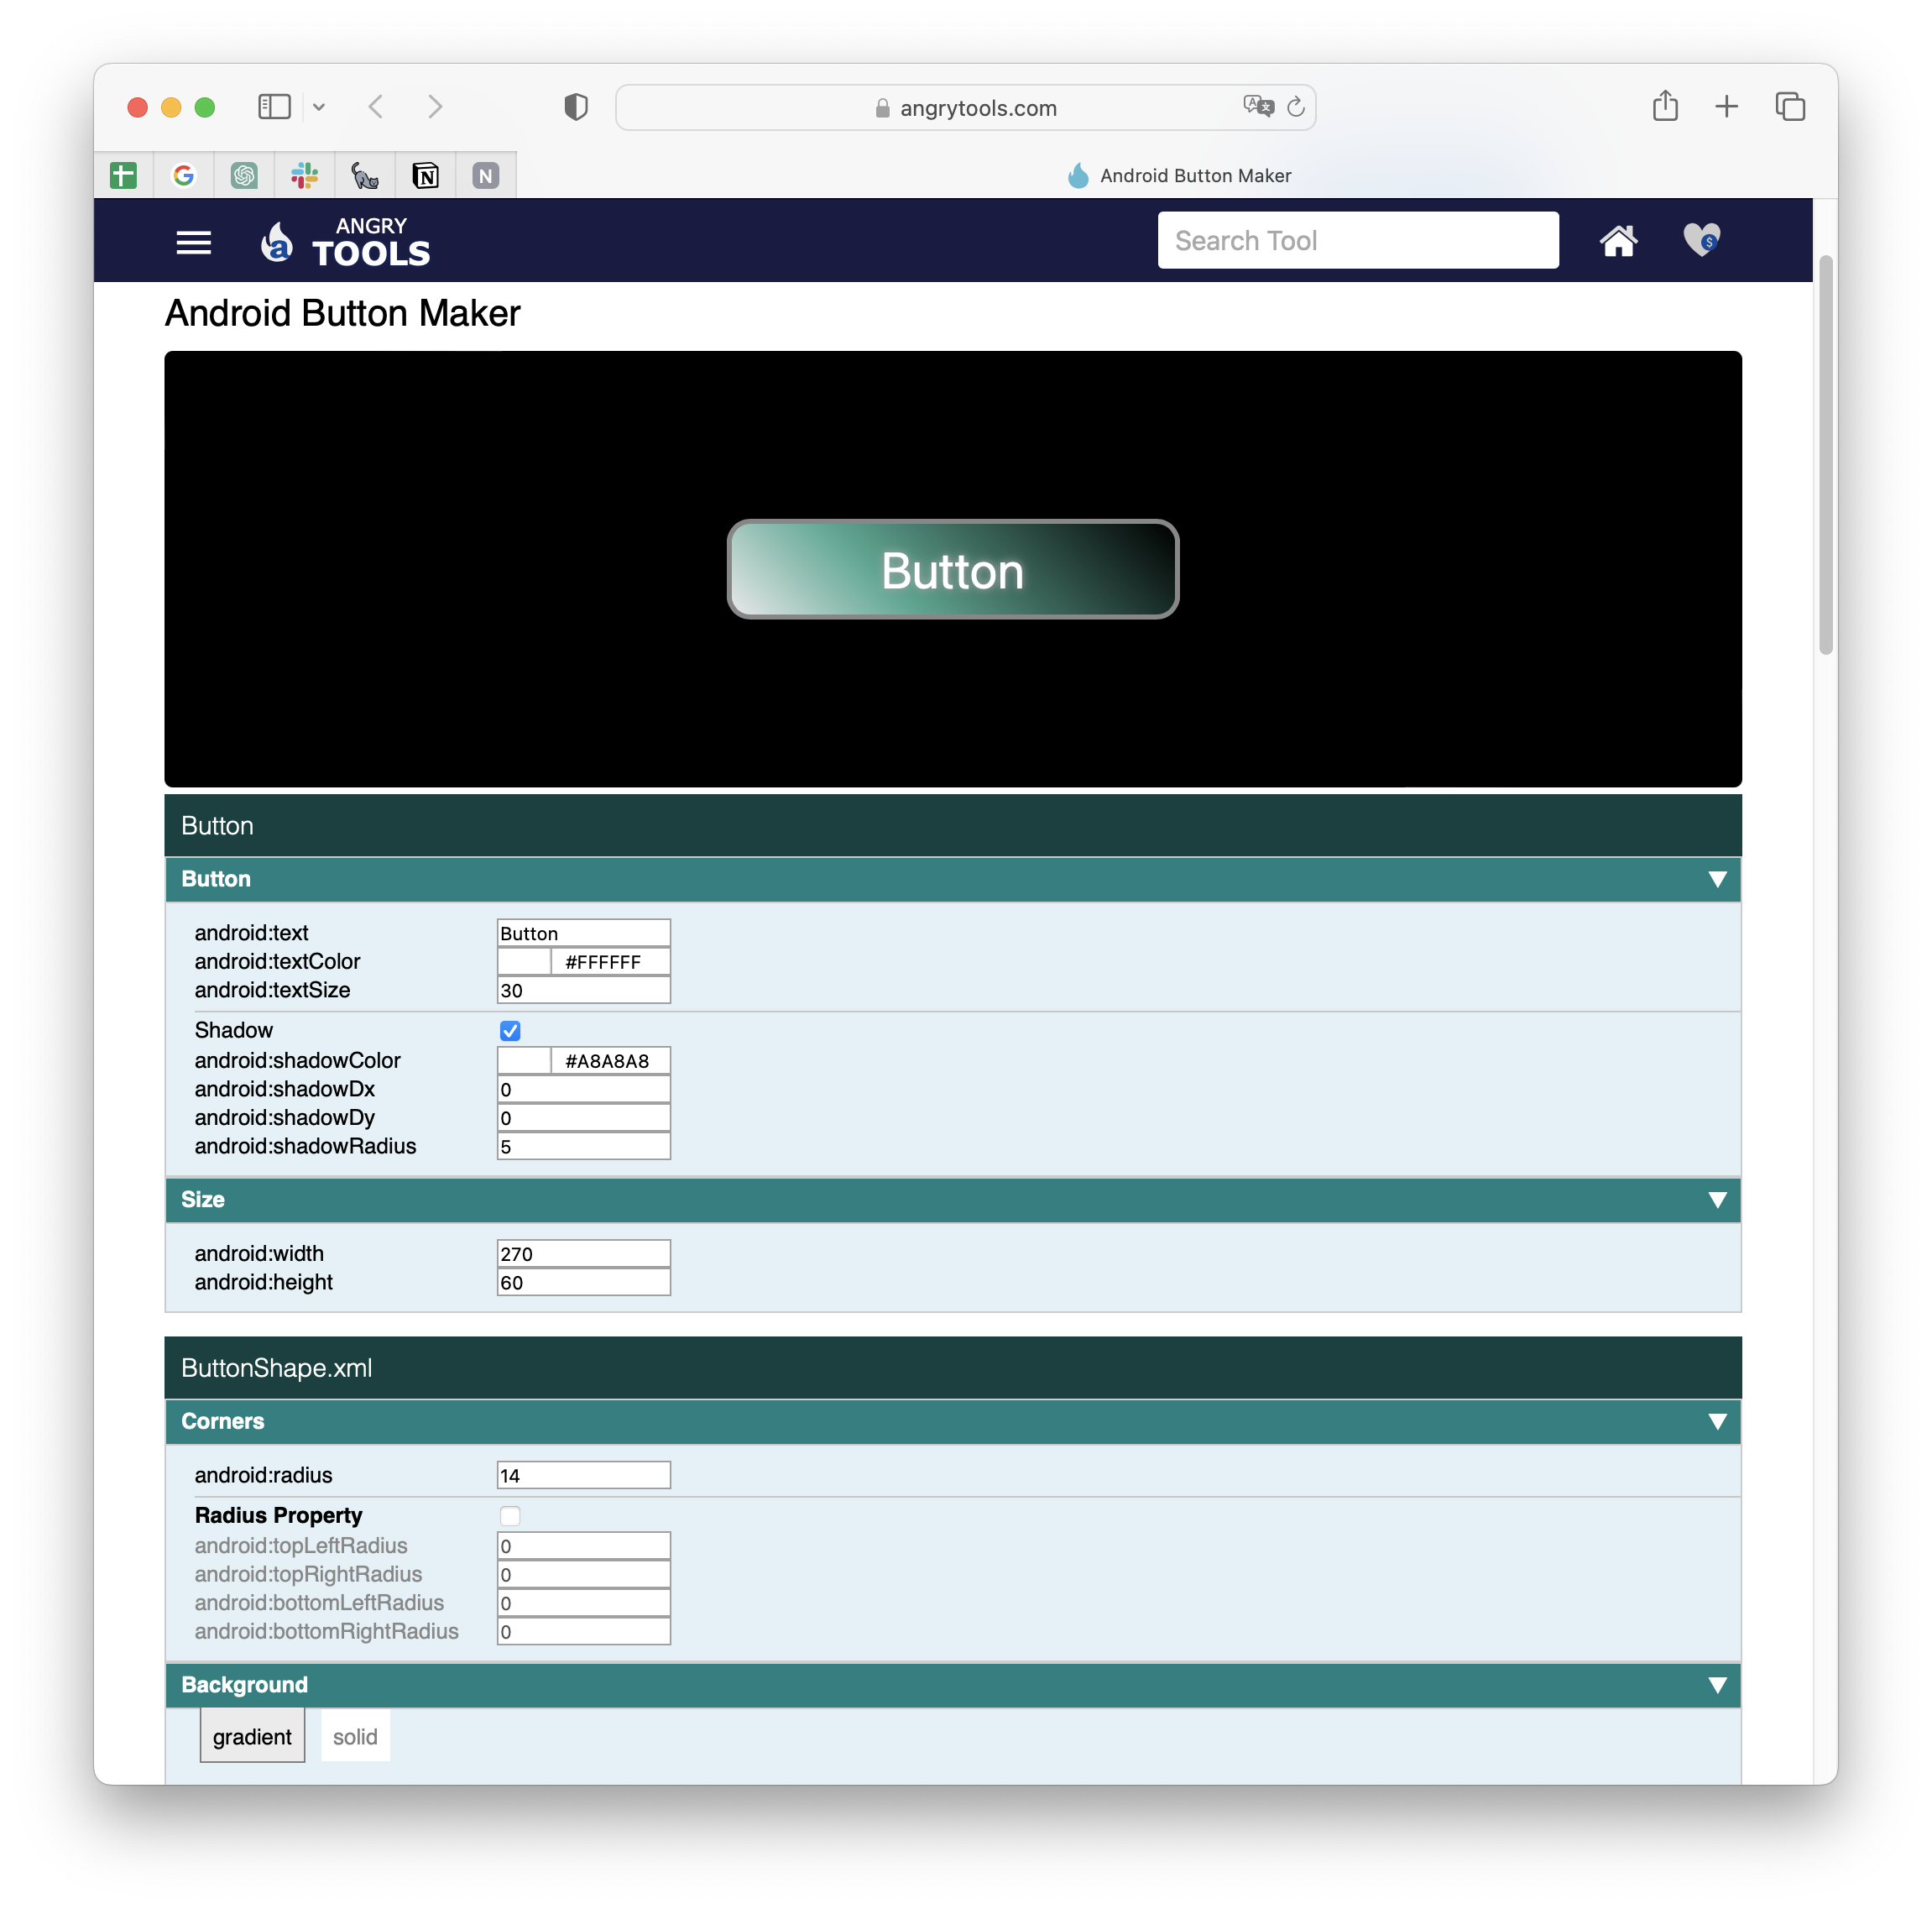 angrytools.com
N
N
Android Button Maker
ANGRY
TOOLS
Search Tool
Android Button Maker
Button
Button
Button
android:text Button
android:textColor #FFFFFF
android:textSize 30
Shadow
android:shadowColor #A8A8A8
android:shadowDx 0
android:shadowDy 0
android:shadowRadius 5
Size
android:width 270
android:height 60
ButtonShape.xml
Corners
android:radius 14
Radius Property
android:topLeftRadius 0
android:topRightRadius 0
android:bottomLeftRadius 0
android:bottomRightRadius 0
Background
gradient solid